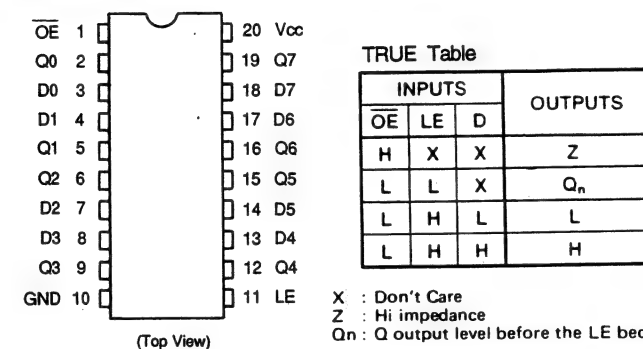 OE 1 20 Vcc
Q0 2 19 Q7
D0 3 18 D7
D1 4 17 D6
Q1 5 16 Q6
Q2 6 15 Q5
D2 7 14 D5
D3 8 13 D4
Q3 9 12 Q4
GND 10 11 LE
(Top View)
TRUE Table
INPUTS OUTPUTS
OE LE D
H X X Z
L L X Qn
L H L L
L H H H
X : Don't Care
Z : Hi impedance
Qn : Q output level before the LE